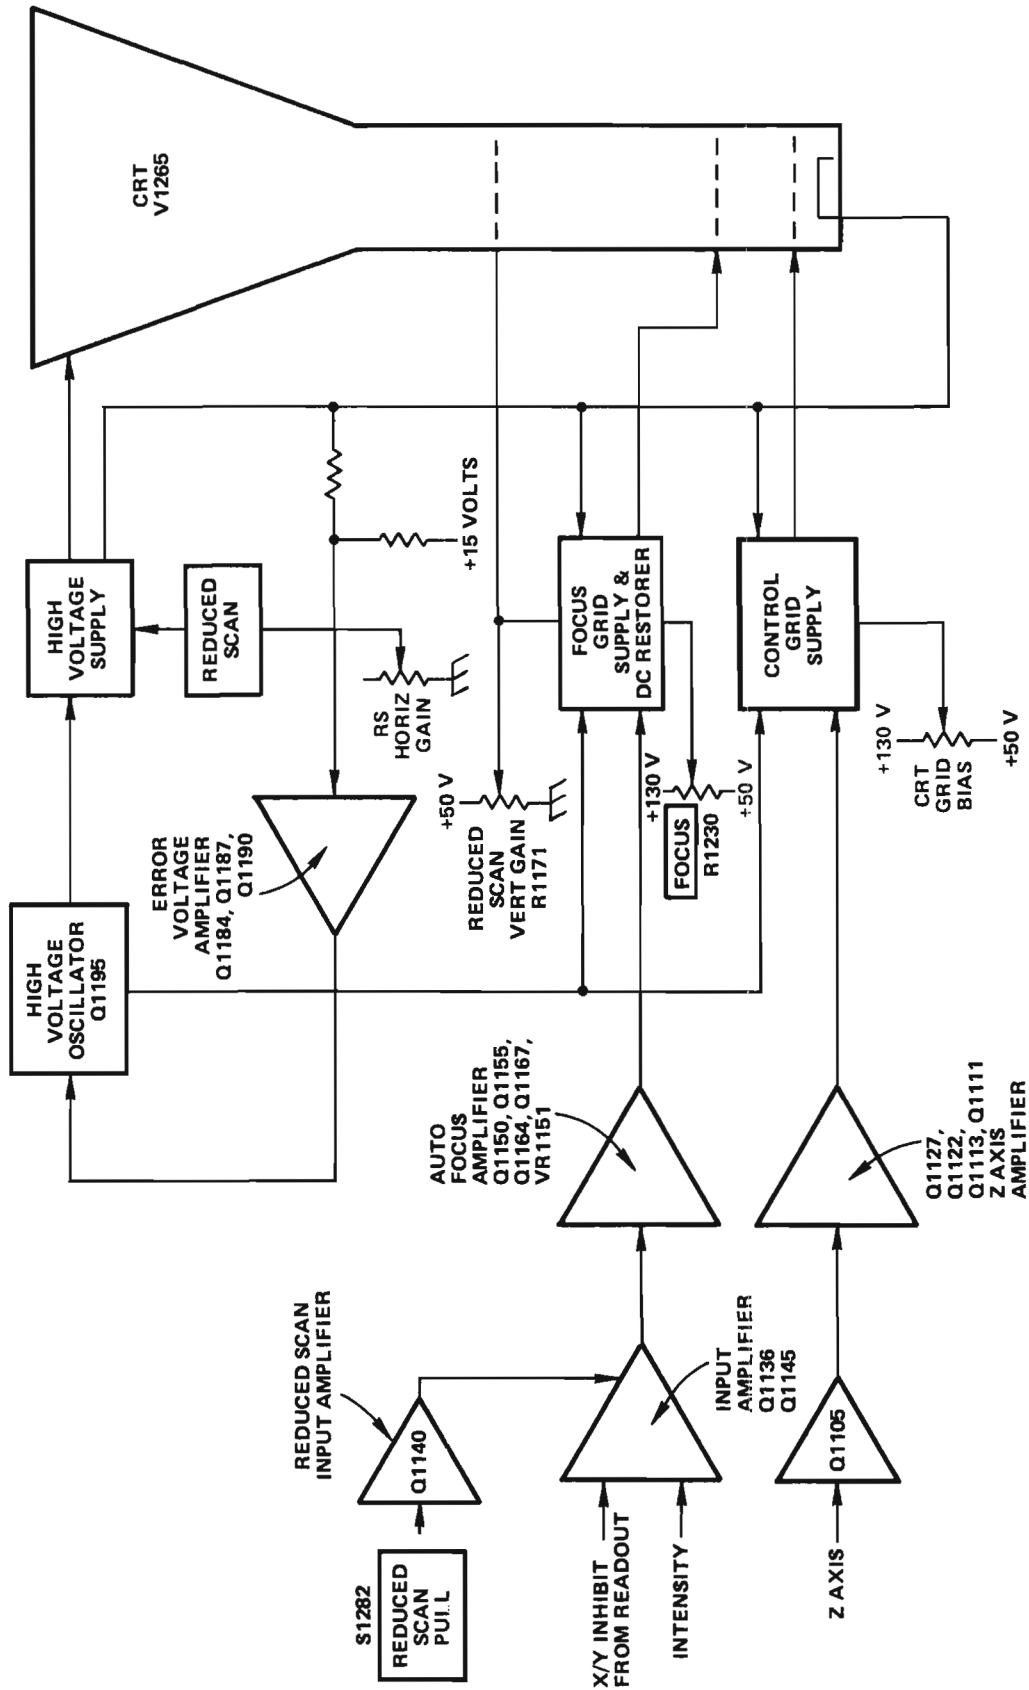 CRT
V1265
HIGH
VOLTAGE
SUPPLY
REDUCED
SCAN
RS
HORIZ
GAIN
+15 VOLTS
HIGH
VOLTAGE
OSCILLATOR
Q1195
ERROR
VOLTAGE
AMPLIFIER
Q1184, Q1187,
Q1190
+50 V
REDUCED
SCAN
VERT GAIN
R1171
FOCUS
GRID
SUPPLY &
DC RESTORER
+130 V
FOCUS
R1230
+50 V
CONTROL
GRID
SUPPLY
+130 V
CRT
GRID
BIAS
+50 V
AUTO
FOCUS
AMPLIFIER
Q1150, Q1155,
Q1164, Q1167,
VR1151
Q1127,
Q1122,
Q1113, Q1111
Z AXIS
AMPLIFIER
REDUCED SCAN
INPUT AMPLIFIER
Q1140
S1282
REDUCED
SCAN
PULL
INPUT
AMPLIFIER
Q1136
Q1145
X/Y INHIBIT
FROM READOUT
INTENSITY
Q1105
Z AXIS